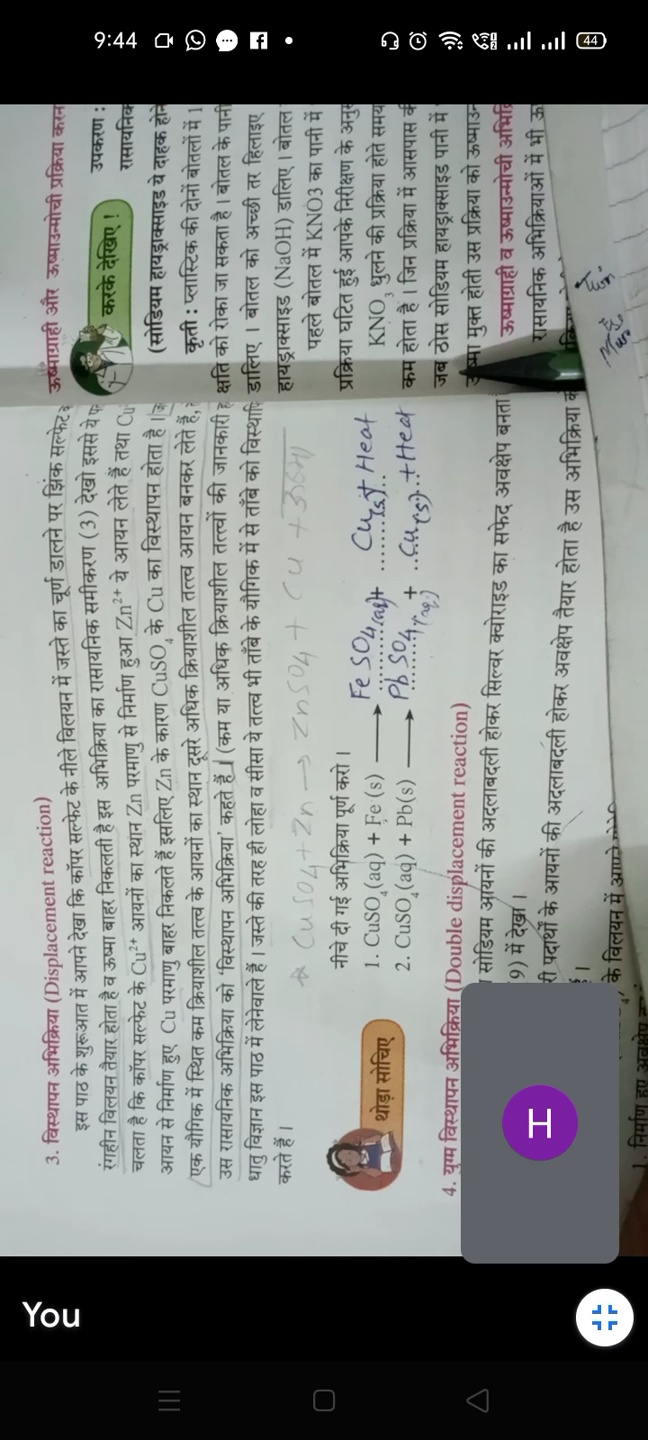 9:44
44
3. विस्थापन अभिक्रिया (Displacement reaction)
इस पाठ के शुरूआत में आपने देखा कि कॉपर सल्फेट के नीले विलयन में जस्ते का चूर्ण डालने पर झिंक सल्फेट
रंगहीन विलयन तैयार होता है व ऊष्मा बाहर निकलती है इस अभिक्रिया का रासायनिक समीकरण (3) देखो इससे ये
चलता है कि कॉपर सल्फेट के Cu²⁺ आयनों का स्थान Zn परमाणु से निर्माण हुआ Zn²⁺ ये आयन लेते हैं तथा Cu
आयन से निर्माण हुए Cu परमाणु बाहर निकलते हैं इसलिए Zn के कारण CuSO₄ के Cu का विस्थापन होता है ।
एक यौगिक में स्थित कम क्रियाशील तत्त्व के आयनों का स्थान दूसरे अधिक क्रियाशील तत्त्व आयन बनकर लेते हैं,
उस रासायनिक अभिक्रिया को 'विस्थापन अभिक्रिया' कहते हैं । (कम या अधिक क्रियाशील तत्त्वों की जानकारी
धातु विज्ञान इस पाठ में लेनेवाले हैं । जस्ते की तरह ही लोहा व सीसा ये तत्त्व भी ताँबे के यौगिक में से ताँबे को
करते हैं ।
CuSO4 + Zn → ZnSO4 + Cu + ऊष्मा
थोड़ा सोचिए
नीचे दी गई अभिक्रिया पूर्ण करो ।
1. CuSO₄(aq) + Fe (s) ⟶ FeSO4(aq) + Cu(s) + Heat
2. CuSO₄(aq) + Pb(s) ⟶ PbSO4(aq) + Cu(s) + Heat
4. युग्म विस्थापन अभिक्रिया (Double displacement reaction)
सोडियम आयनों की अदलाबदली होकर सिल्वर क्लोराइड का सफेद अवक्षेप बनता
9) में देखा ।
पदार्थों के आयनों की अदलाबदली होकर अवक्षेप तैयार होता है उस अभिक्रिया
के विलयन में
1. निर्माण हुए अवक्षेप
ऊष्माग्राही और ऊष्माउन्मोची प्रक्रिया करन
करके देखिए !
उपकरण :
रासायनिक
(सोडियम हायड्राक्साइड ये दाहक होने
कृती : प्लास्टिक की दोनों बोतलों में 1
क्षति को रोका जा सकता है । बोतल के पानी
डालिए । बोतल को अच्छी तर हिलाइए
हायड्राक्साइड (NaOH) डालिए । बोतल
पहले बोतल में KNO3 का पानी में
प्रक्रिया घटित हुई आपके निरीक्षण के
KNO₃ घुलने की प्रक्रिया होते समय
कम होता है । जिन प्रक्रिया में आसपास
जब ठोस सोडियम हायड्राक्साइड पानी में
मुक्त होती उस प्रक्रिया को
ऊष्माग्राही व ऊष्माउन्मोची
रासायनिक अभिक्रियाओं में भी
H
You